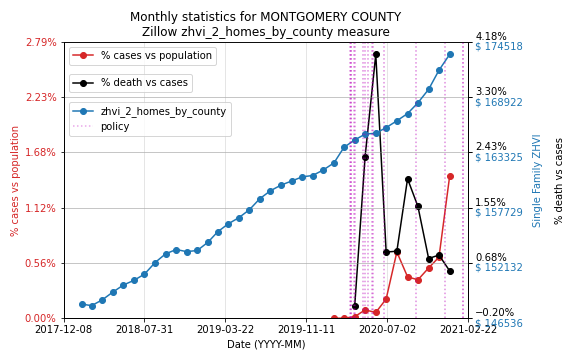 Monthly statistics for MONTGOMERY COUNTY
Zillow zhvi_2_homes_by_county measure
2.79%
2.23%
1.68%
1.12%
0.56%
0.00%
% cases vs population
% cases vs population
% death vs cases
zhvi_2_homes_by_county
policy
4.18%
$ 174518
3.30%
$ 168922
2.43%
$ 163325
1.55%
$ 157729
0.68%
$ 152132
−0.20%
$ 146536
Single Family ZHVI
% death vs cases
2017-12-08
2018-07-31
2019-03-22
2019-11-11
2020-07-02
2021-02-22
Date (YYYY-MM)